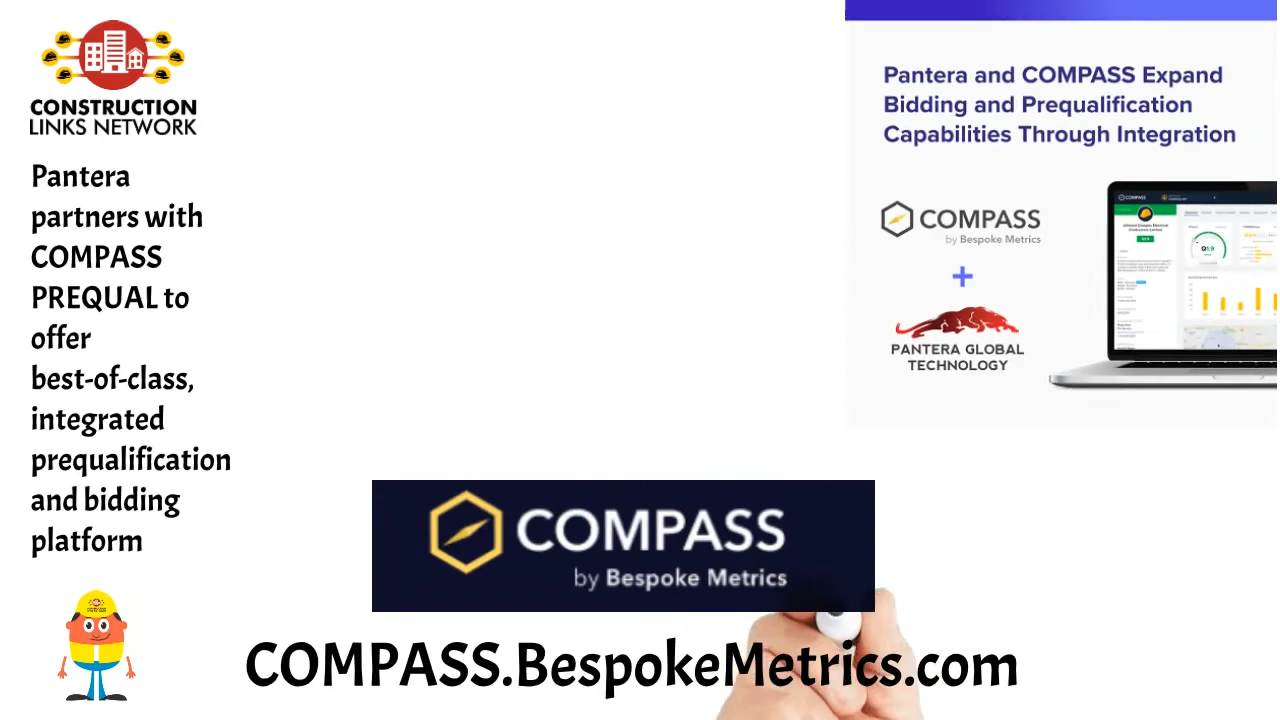 CONSTRUCTION
LINKS NETWORK
Pantera
partners with
COMPASS
PREQUAL to
offer
best-of-class,
integrated
prequalification
and bidding
platform
Pantera and COMPASS Expand
Bidding and Prequalification
Capabilities Through Integration
COMPASS
by Bespoke Metrics
+
PANTERA GLOBAL
TECHNOLOGY
COMPASS
COMPASS
by Bespoke Metrics
COMPASS.BespokeMetrics.com